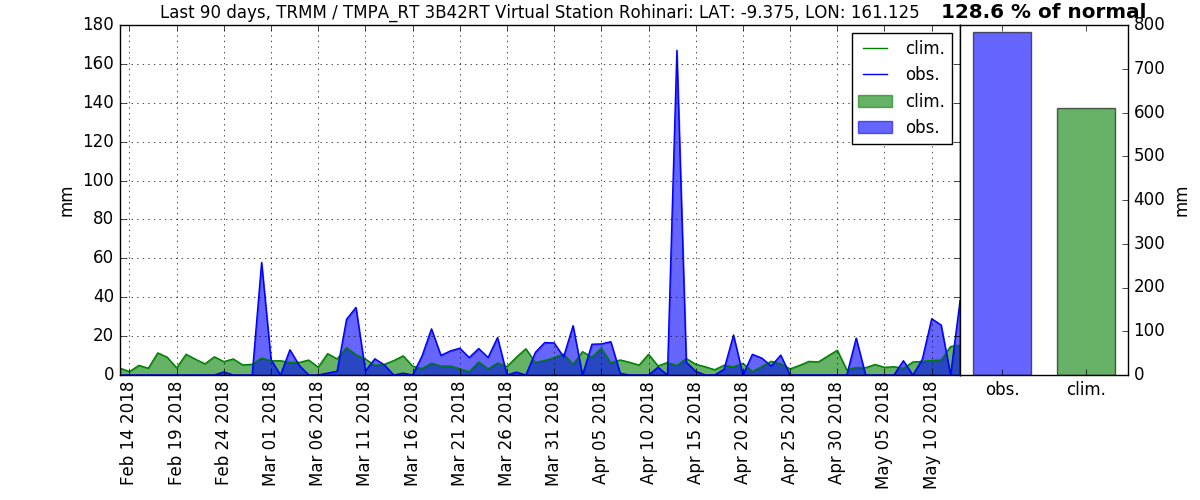 Last 90 days, TRMM / TMPA_RT 3B42RT Virtual Station Rohinari: LAT: -9.375, LON: 161.125
128.6 % of normal
180
160
140
120
100
80
60
40
20
0
mm
clim.
obs.
clim.
obs.
Feb 14 2018
Feb 19 2018
Feb 24 2018
Mar 01 2018
Mar 06 2018
Mar 11 2018
Mar 16 2018
Mar 21 2018
Mar 26 2018
Mar 31 2018
Apr 05 2018
Apr 10 2018
Apr 15 2018
Apr 20 2018
Apr 25 2018
Apr 30 2018
May 05 2018
May 10 2018
800
700
600
500
400
300
200
100
0
mm
obs.
clim.